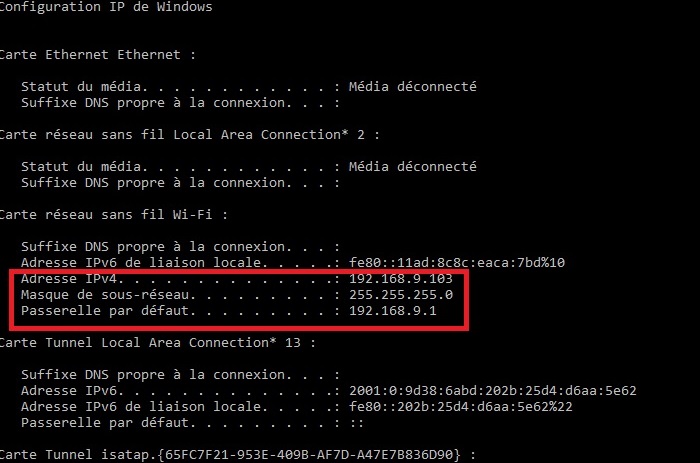 Configuration IP de Windows
Carte Ethernet Ethernet :
Statut du média. . . . . . . . . . . . : Média déconnecté
Suffixe DNS propre à la connexion. . . :
Carte réseau sans fil Local Area Connection* 2 :
Statut du média. . . . . . . . . . . . : Média déconnecté
Suffixe DNS propre à la connexion. . . :
Carte réseau sans fil Wi-Fi :
Suffixe DNS propre à la connexion. . . :
Adresse IPv6 de liaison locale. . . . .: fe80::11ad:8c8c:eaca:7bd%10
Adresse IPv4. . . . . . . . . . . . . .: 192.168.9.103
Masque de sous-réseau. . . . . . . . . : 255.255.255.0
Passerelle par défaut. . . . . . . . . : 192.168.9.1
Carte Tunnel Local Area Connection* 13 :
Suffixe DNS propre à la connexion. . . :
Adresse IPv6. . . . . . . . . . . . . .: 2001:0:9d38:6abd:202b:25d4:d6aa:5e62
Adresse IPv6 de liaison locale. . . . .: fe80::202b:25d4:d6aa:5e62%22
Passerelle par défaut. . . . . . . . . : ::
Carte Tunnel isatap.{65FC7F21-953E-409B-AF7D-A47E7B836D90} :